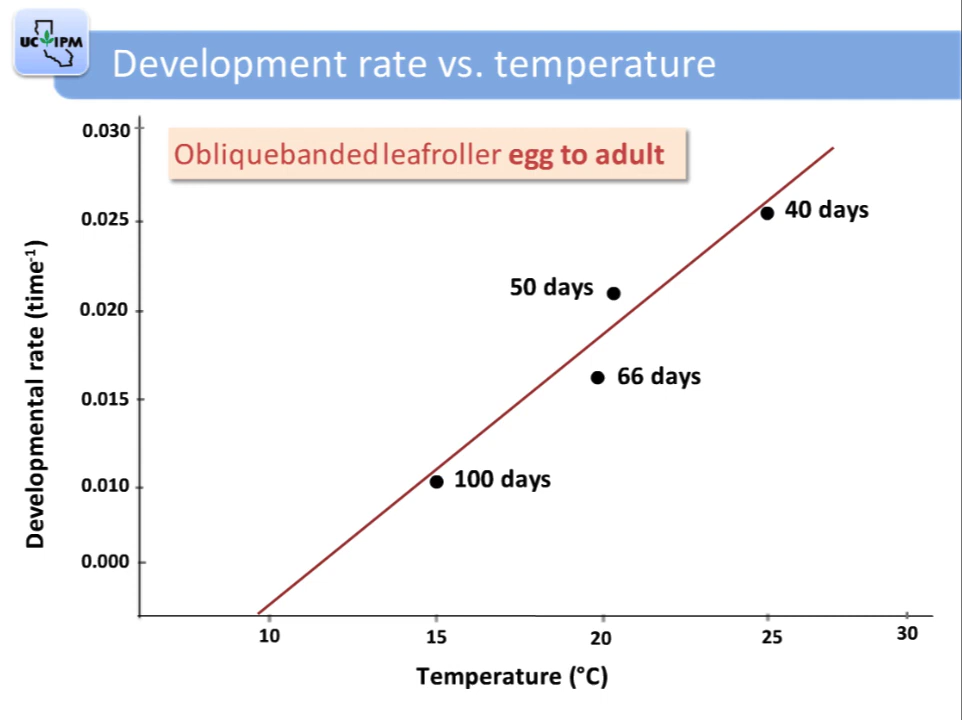 UC IPM
Development rate vs. temperature
Obliquebanded leafroller egg to adult
Developmental rate (time-1)
0.030
0.025
0.020
0.015
0.010
0.000
40 days
50 days
66 days
100 days
10 15 20 25 30
Temperature (°C)